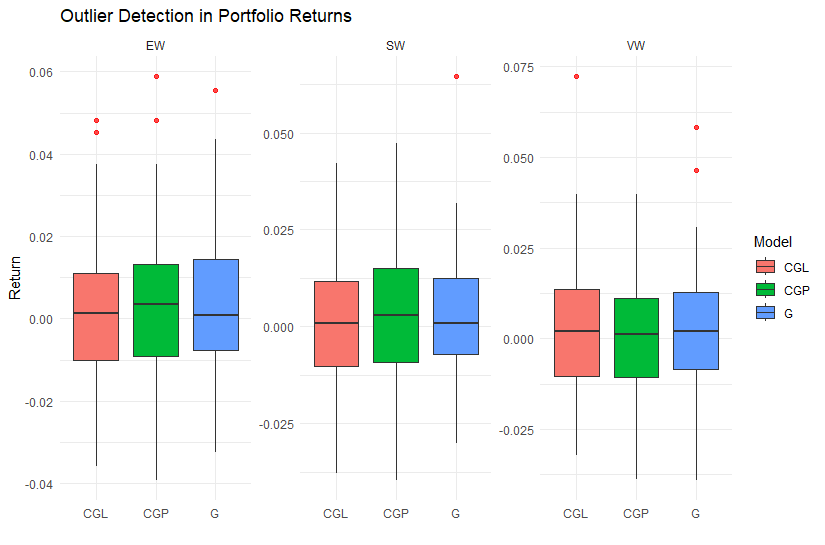 Outlier Detection in Portfolio Returns
EW
SW
VW
Return
0.06
0.04
0.02
0.00
-0.02
-0.04
0.050
0.025
0.000
-0.025
0.075
0.050
0.025
0.000
-0.025
CGL
CGP
G
CGL
CGP
G
CGL
CGP
G
Model
CGL
CGP
G